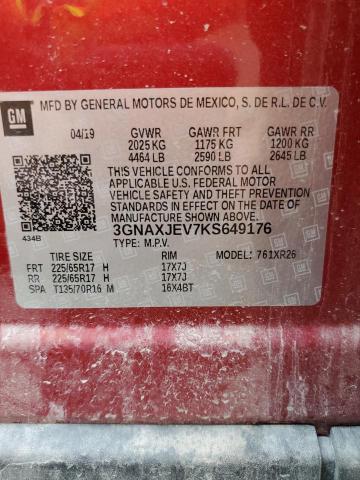 GM
MFD BY GENERAL MOTORS DE MEXICO, S. DE R.L. DE C.V.
04/19 GVWR GAWR FRT GAWR RR
2025 KG 1175 KG 1200 KG
4464 LB 2590 LB 2645 LB
THIS VEHICLE CONFORMS TO ALL APPLICABLE
U.S. FEDERAL MOTOR VEHICLE
SAFETY AND THEFT PREVENTION
STANDARDS IN EFFECT ON THE DATE
OF MANUFACTURE SHOWN ABOVE.
434B
3GNAXJEV7KS649176
TYPE: M.P.V. MODEL: 761XR26
TIRE SIZE RIM
FRT 225/65R17 H 17X7J
RR 225/65R17 H 17X7J
SPA T135/70R16 M 16X4BT